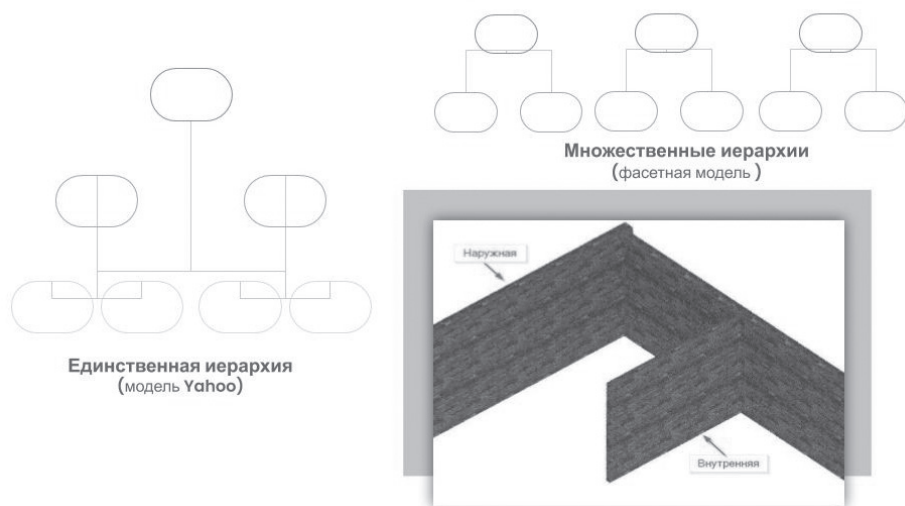 Множественные иерархии
(фасетная модель )
Наружная
Единственная иерархия
(модель Yahoo)
Внутренняя